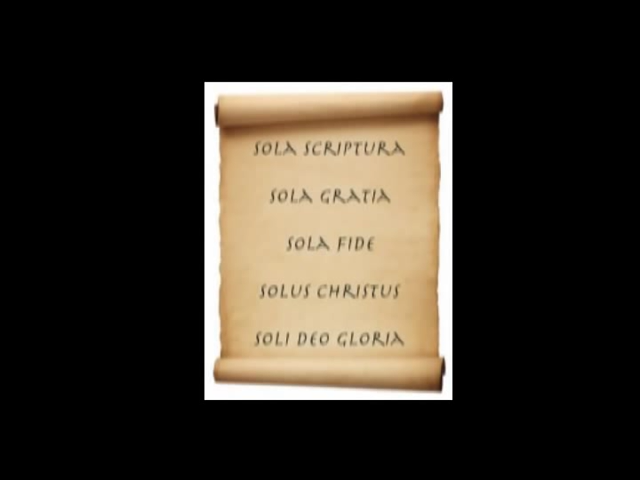 SOLA SCRIPTURA
SOLA GRATIA
SOLA FIDE
SOLUS CHRISTUS
SOLI DEO GLORIA